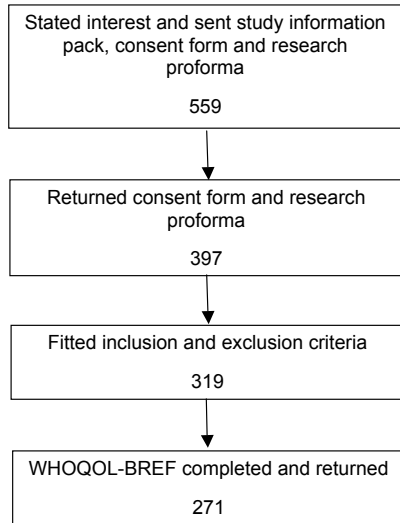 Stated interest and sent study information
pack, consent form and research
proforma
559
Returned consent form and research
proforma
397
Fitted inclusion and exclusion criteria
319
WHOQOL-BREF completed and returned
271